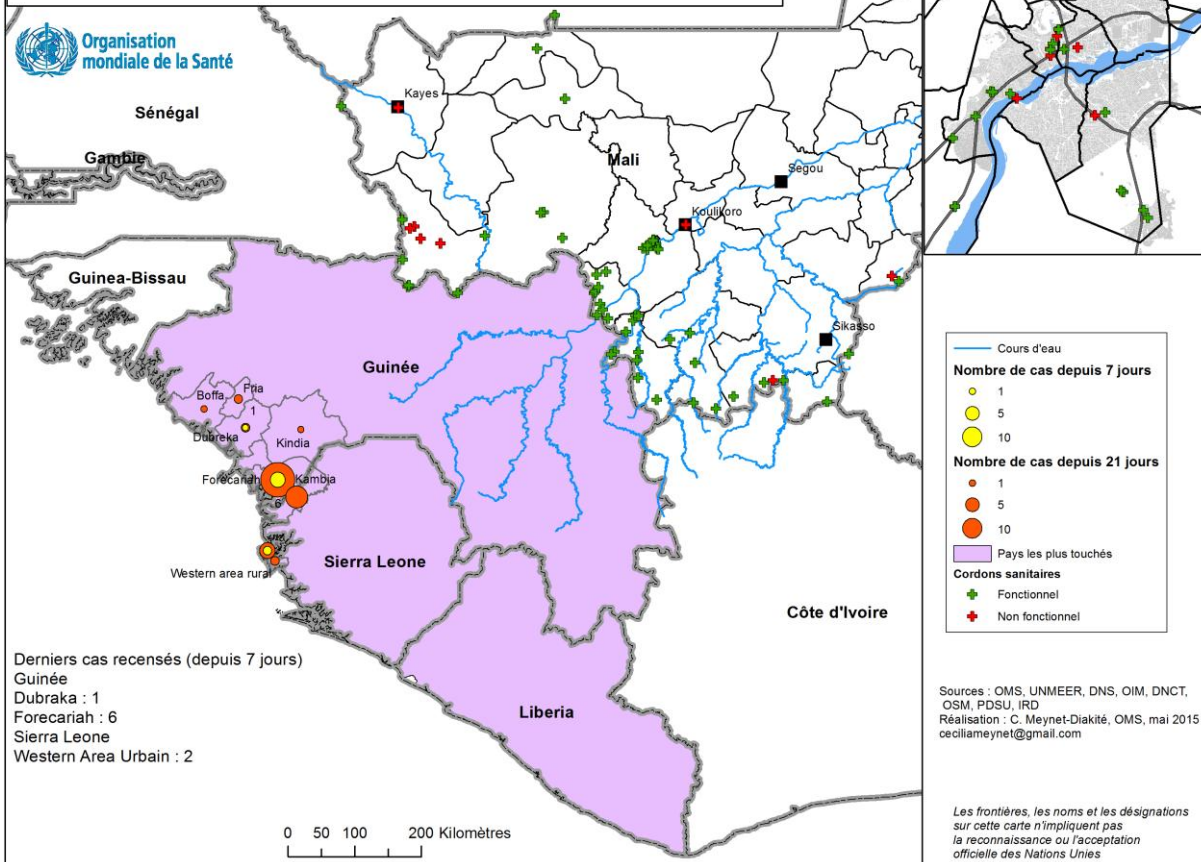 Organisation
mondiale de la Santé
Sénégal
Gambie
Guinea-Bissau
Kayes
Mali
Segou
Koulikoro
Sikasso
Guinée
Boffa
Fria
1
Dubreka
Kindia
Forecariah
Kambia
6
Western area rural
Sierra Leone
Liberia
Côte d'Ivoire
Derniers cas recensés (depuis 7 jours)
Guinée
Dubraka : 1
Forecariah : 6
Sierra Leone
Western Area Urbain : 2
0 50 100 200 Kilomètres
Cours d'eau
Nombre de cas depuis 7 jours
1
5
10
Nombre de cas depuis 21 jours
1
5
10
Pays les plus touchés
Cordons sanitaires
Fonctionnel
Non fonctionnel
Sources : OMS, UNMEER, DNS, OIM, DNCT,
OSM, PDSU, IRD
Réalisation : C. Meynet-Diakité, OMS, mai 2015
ceciliameynet@gmail.com
Les frontières, les noms et les désignations
sur cette carte n'impliquent pas
la reconnaissance ou l'acceptation
officielle des Nations Unies